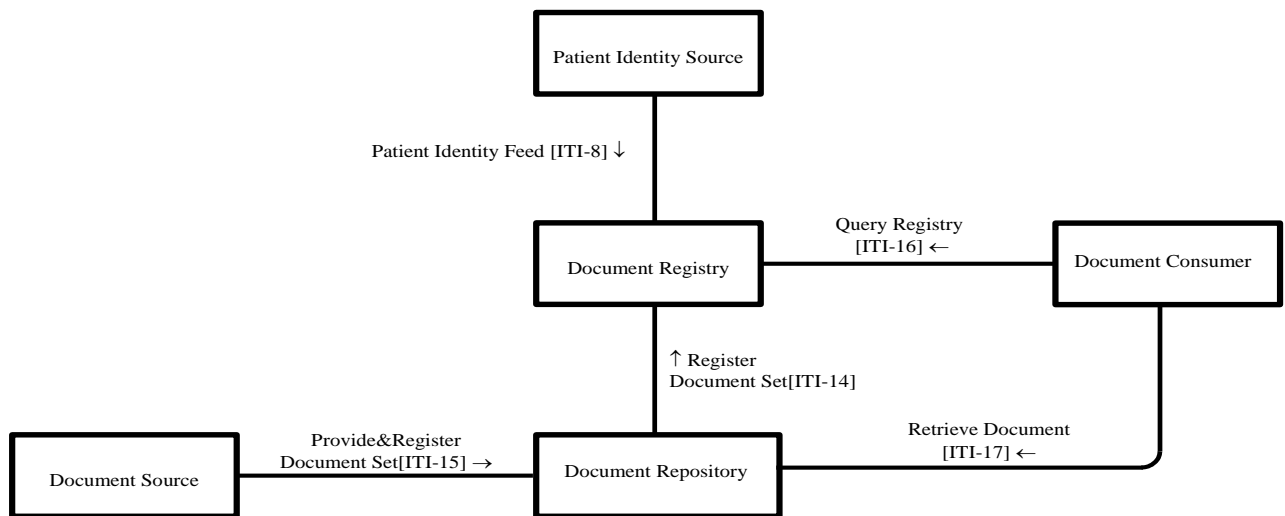 Patient Identity Source
Patient Identity Feed [ITI-8] ↓
Query Registry
[ITI-16] ←
Document Registry
Document Consumer
↑ Register
Document Set[ITI-14]
Provide&Register
Document Set[ITI-15] →
Retrieve Document
[ITI-17] ←
Document Source
Document Repository